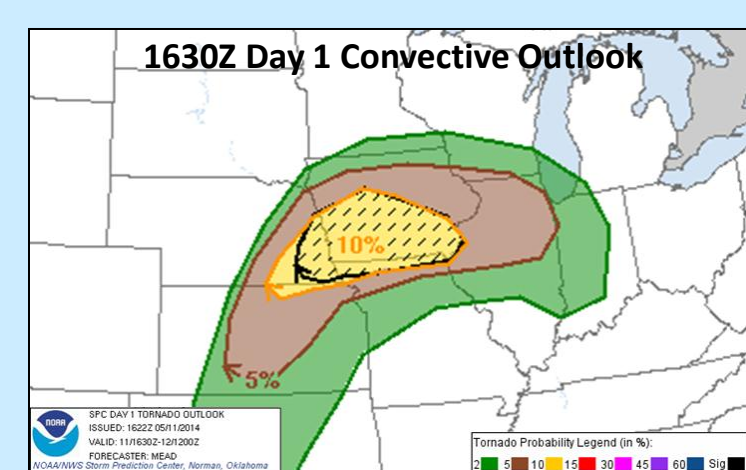 1630Z Day 1 Convective Outlook
10%
5%
NOAA
SPC DAY 1 TORNADO OUTLOOK
ISSUED: 1622Z 05/11/2014
VALID: 11/1630Z-12/1200Z
FORECASTER: MEAD
NOAA/NWS Storm Prediction Center, Norman, Oklahoma
Tornado Probability Legend (in %):
2 5 10 15 30 45 60 Sig